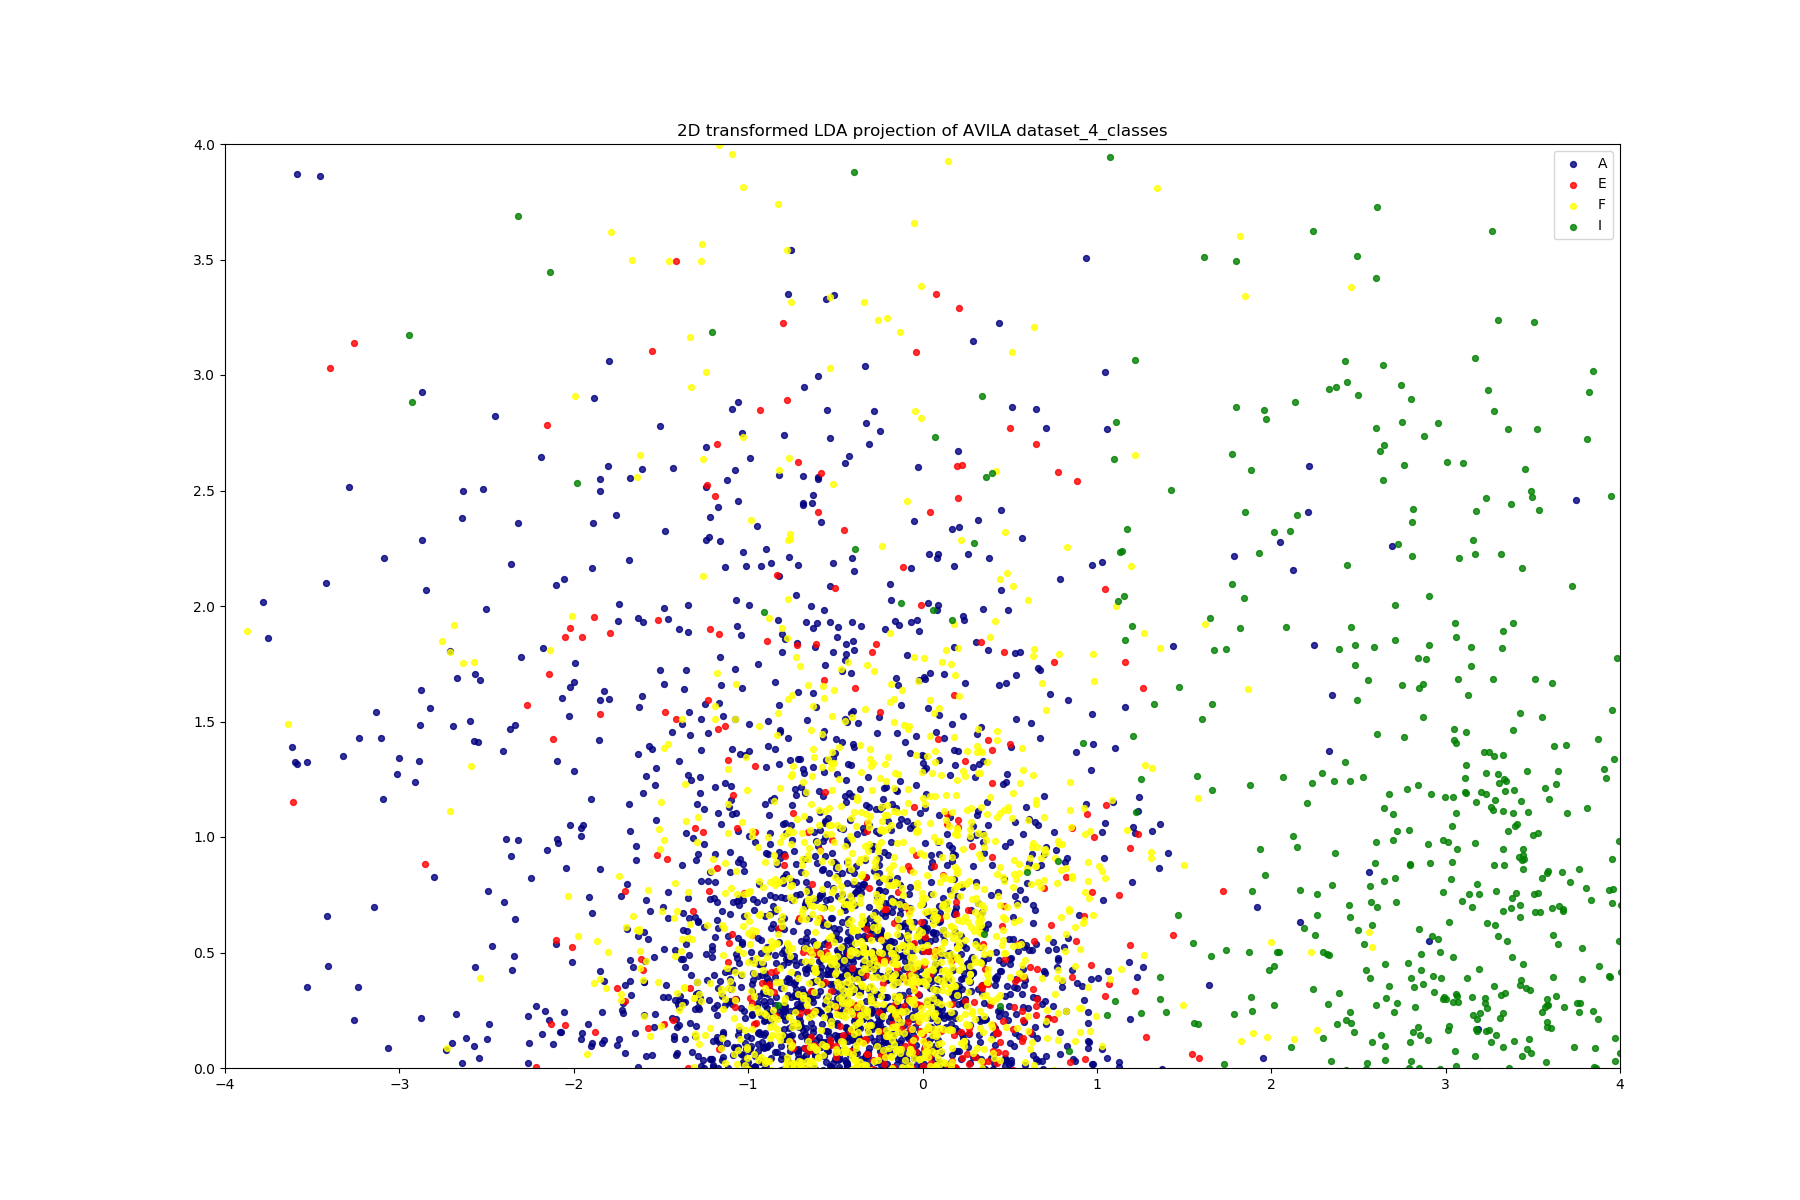 2D transformed LDA projection of AVILA dataset_4_classes
4.0
3.5
3.0
2.5
2.0
1.5
1.0
0.5
0.0
−4 −3 −2 −1 0 1 2 3 4
A
E
F
I